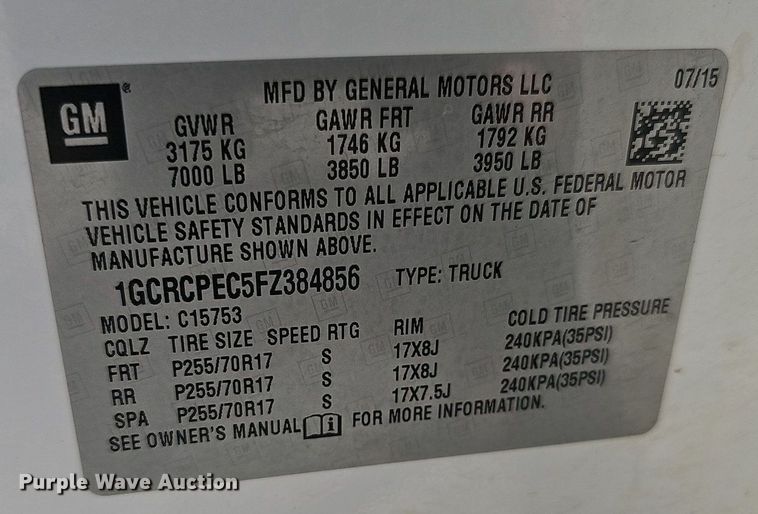 GM®
MFD BY GENERAL MOTORS LLC 07/15
GVWR GAWR FRT GAWR RR
3175 KG 1746 KG 1792 KG
7000 LB 3850 LB 3950 LB
THIS VEHICLE CONFORMS TO ALL APPLICABLE U.S. FEDERAL MOTOR
VEHICLE SAFETY STANDARDS IN EFFECT ON THE DATE OF
MANUFACTURE SHOWN ABOVE.
1GCRCPEC5FZ384856 TYPE: TRUCK
MODEL: C15753
CQLZ TIRE SIZE SPEED RTG RIM COLD TIRE PRESSURE
FRT P255/70R17 S 17X8J 240KPA(35PSI)
RR P255/70R17 S 17X8J 240KPA(35PSI)
SPA P255/70R17 S 17X7.5J 240KPA(35PSI)
SEE OWNER'S MANUAL i FOR MORE INFORMATION.
Purple Wave Auction